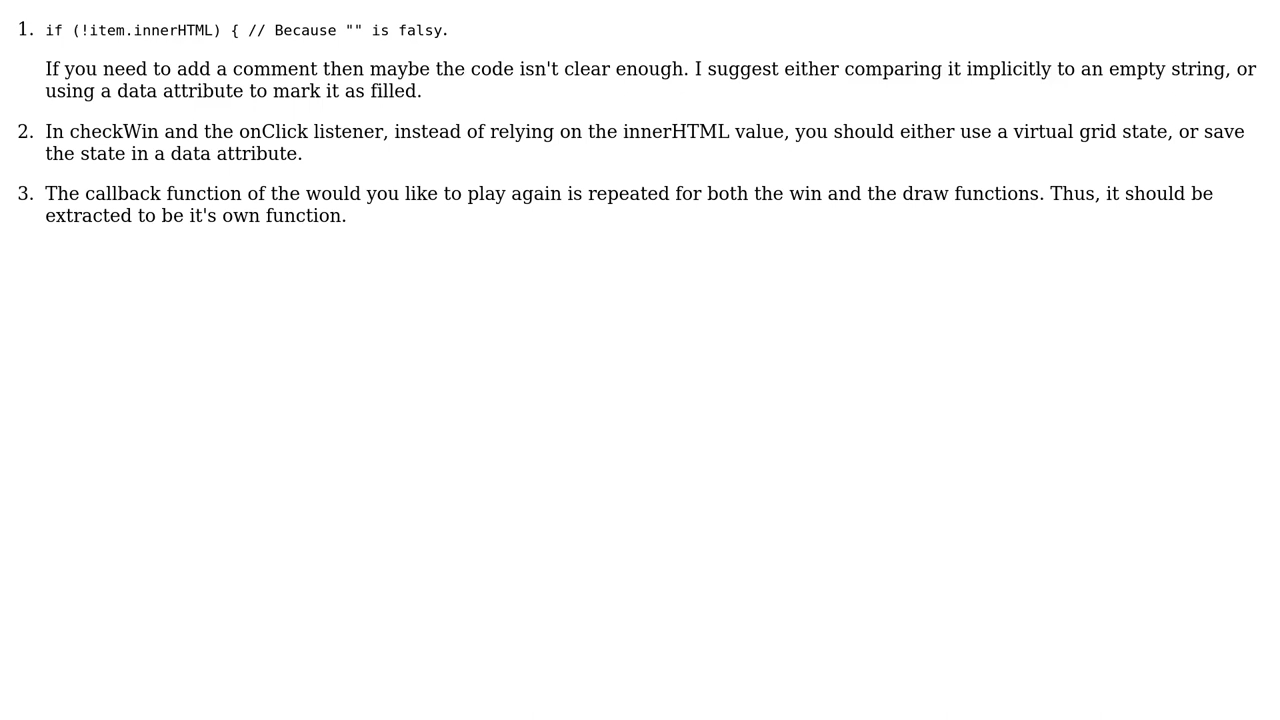 1. if (!item.innerHTML) { // Because "" is falsy.
If you need to add a comment then maybe the code isn't clear enough. I suggest either comparing it implicitly to an empty string, or
using a data attribute to mark it as filled.
2. In checkWin and the onClick listener, instead of relying on the innerHTML value, you should either use a virtual grid state, or save
the state in a data attribute.
3. The callback function of the would you like to play again is repeated for both the win and the draw functions. Thus, it should be
extracted to be it's own function.